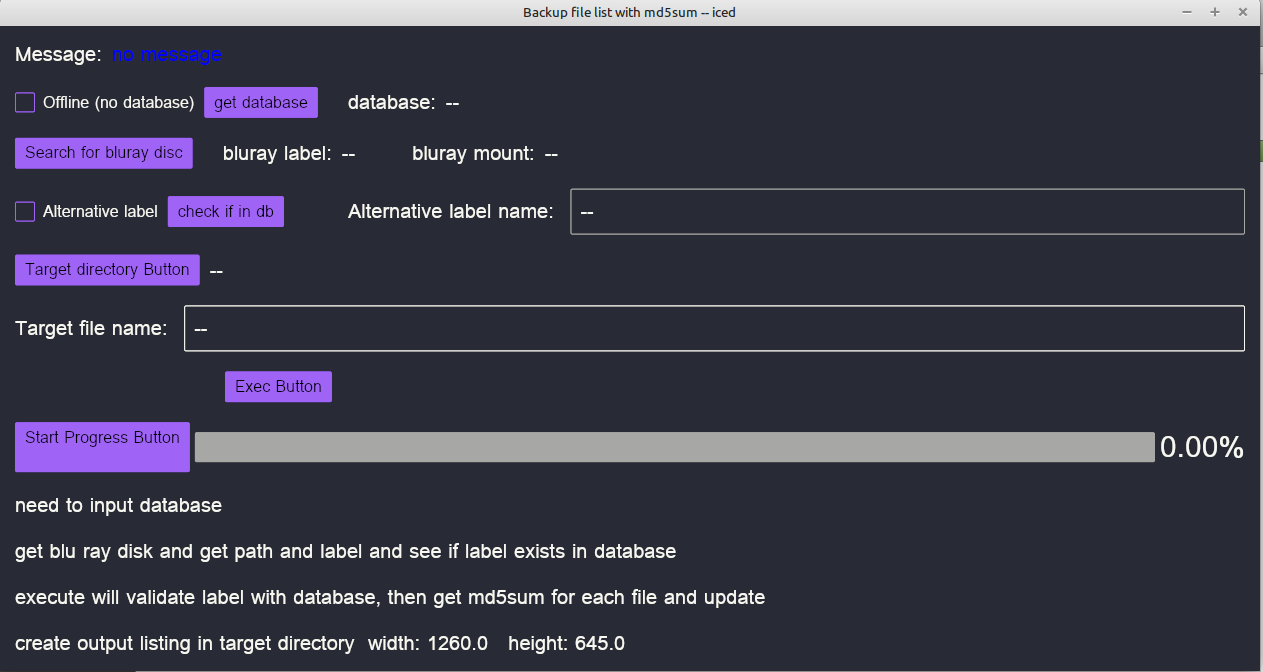 Backup file list with md5sum -- iced
Message: no message
Offline (no database) get database database: --
Search for bluray disc bluray label: -- bluray mount: --
Alternative label check if in db Alternative label name: --
Target directory Button --
Target file name: --
Exec Button
Start Progress Button 0.00%
need to input database
get blu ray disk and get path and label and see if label exists in database
execute will validate label with database, then get md5sum for each file and update
create output listing in target directory width: 1260.0 height: 645.0